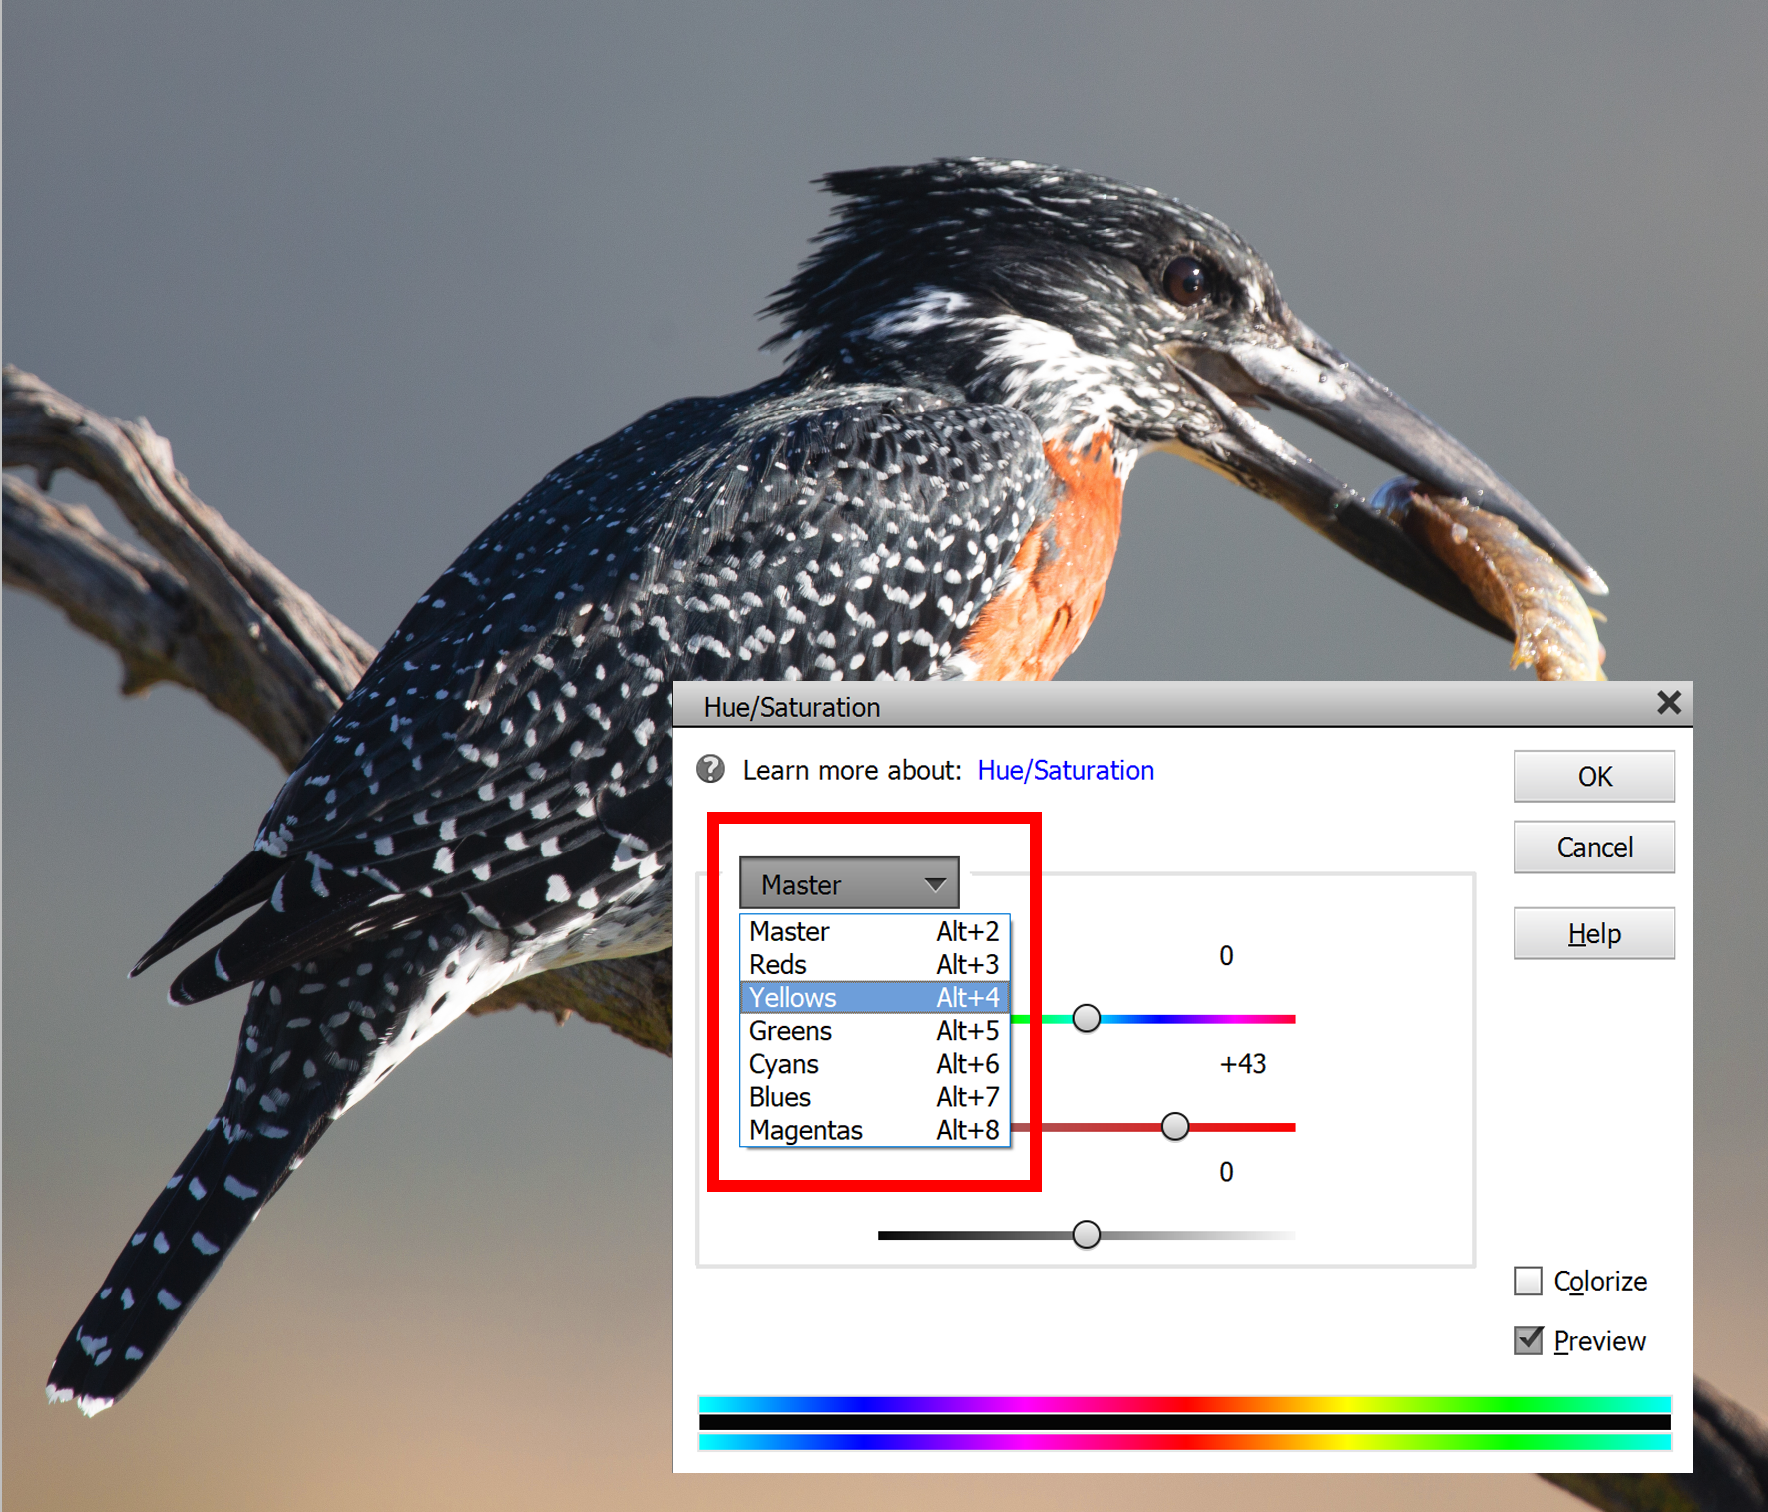 Hue/Saturation
Learn more about: Hue/Saturation
OK
Cancel
Help
Master
Master Alt+2
Reds Alt+3
Yellows Alt+4
Greens Alt+5
Cyans Alt+6
Blues Alt+7
Magentas Alt+8
0
+43
0
Colorize
Preview